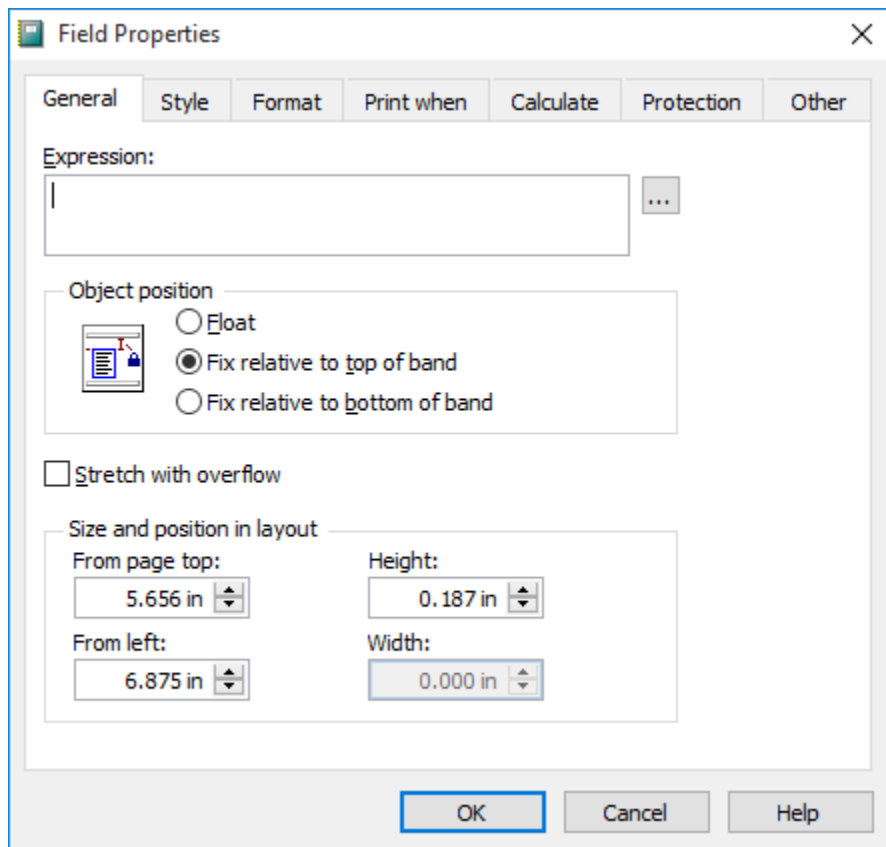 Field Properties
General Style Format Print when Calculate Protection Other
Expression:
...
Object position
Float
Fix relative to top of band
Fix relative to bottom of band
Stretch with overflow
Size and position in layout
From page top: Height:
5.656 in 0.187 in
From left: Width:
6.875 in 0.000 in
OK Cancel Help